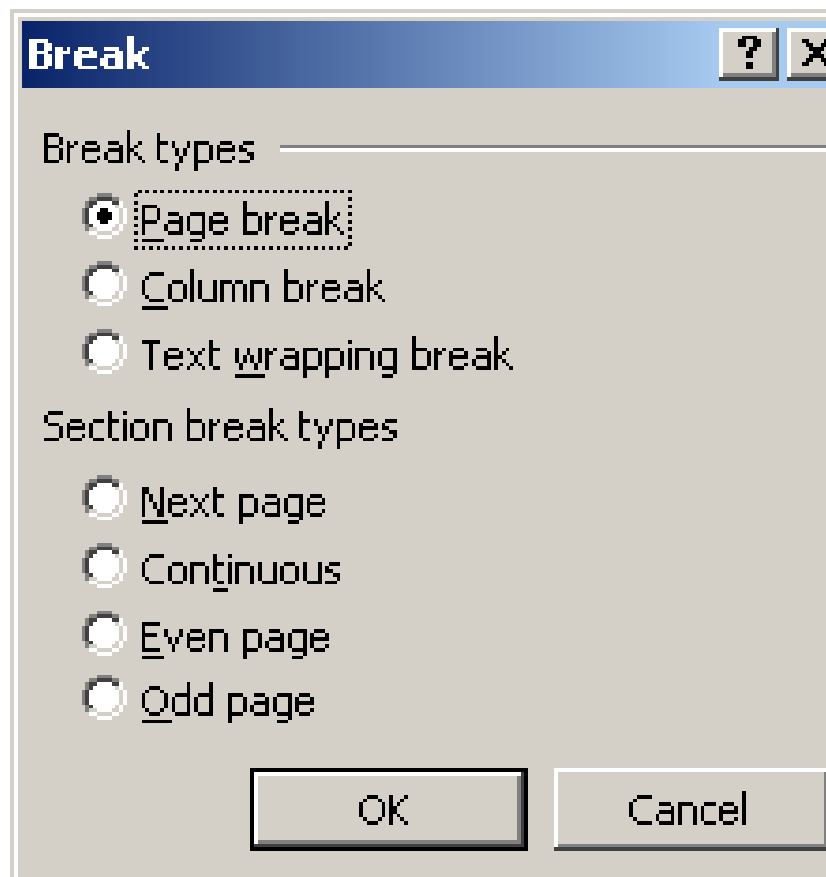 Break ? X
Break types
Page break
Column break
Text wrapping break
Section break types
Next page
Continuous
Even page
Odd page
OK Cancel